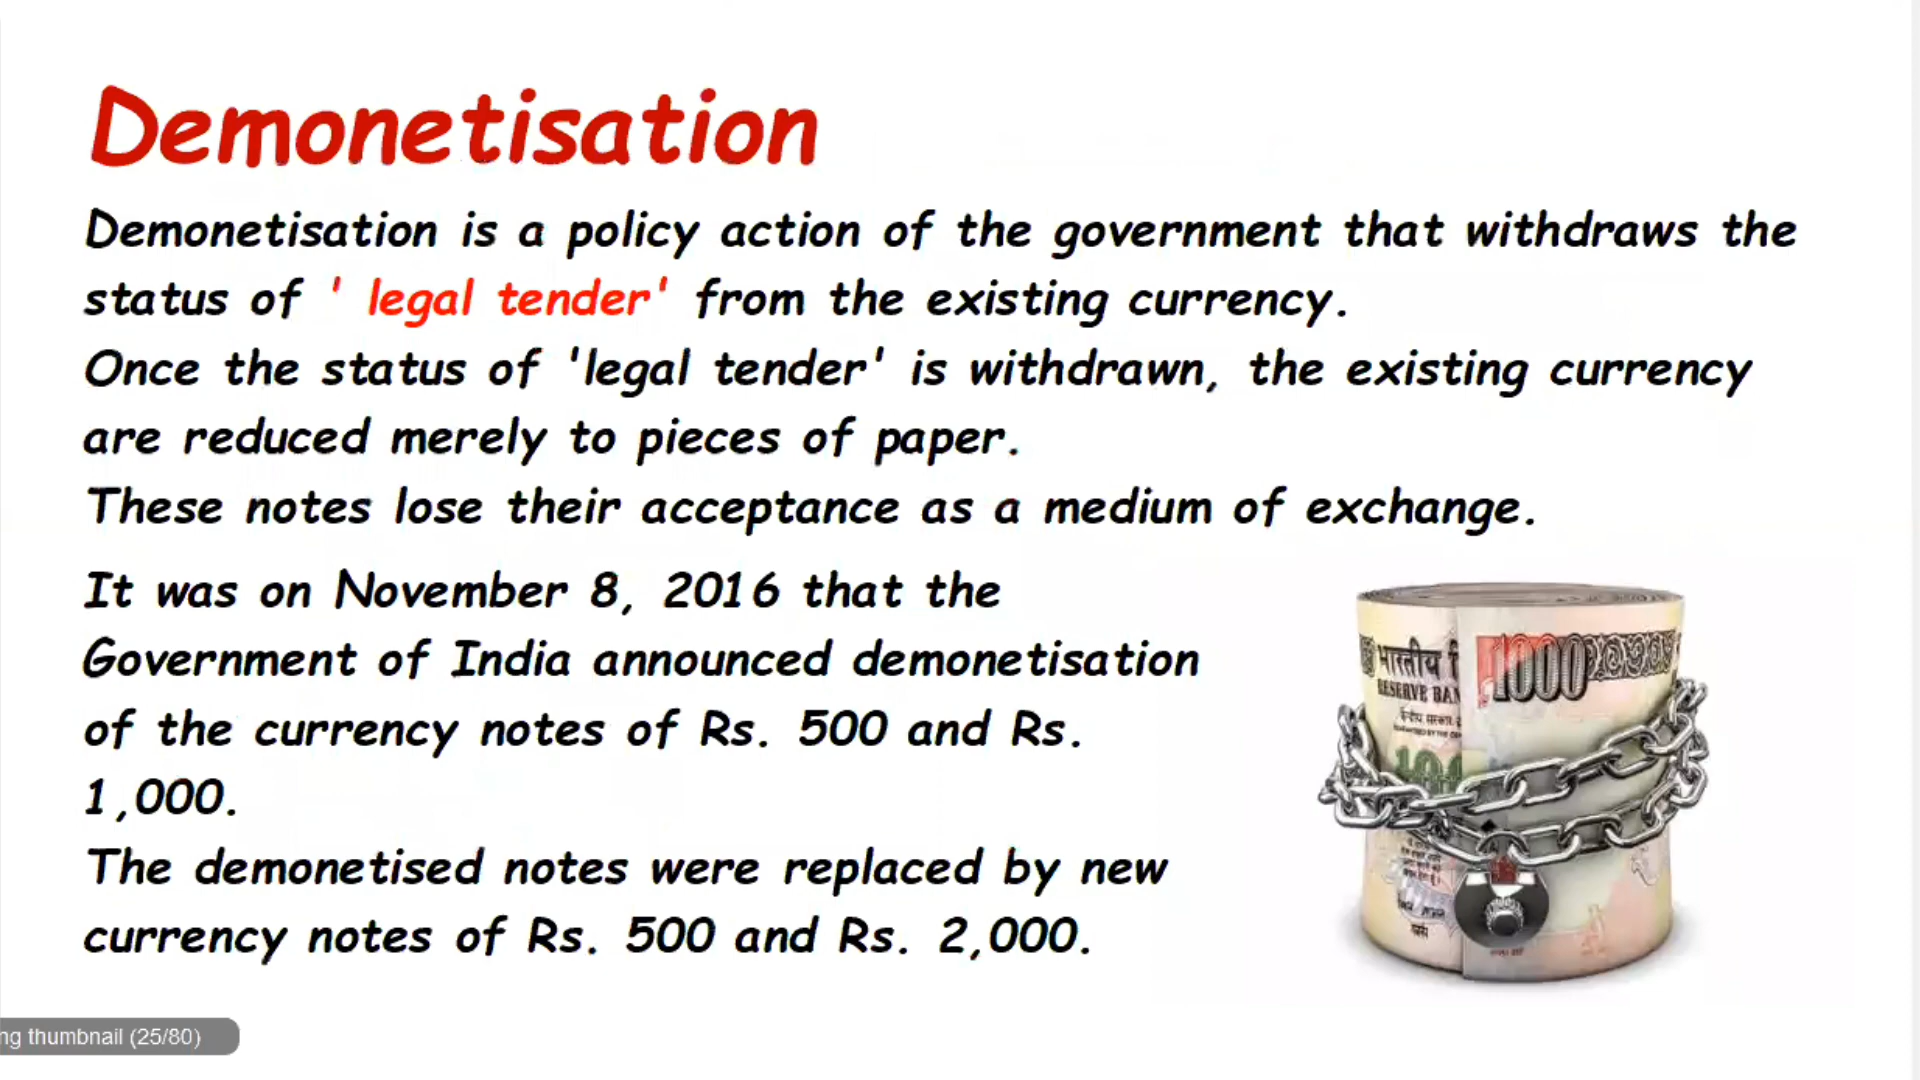 Demonetisation
Demonetisation is a policy action of the government that withdraws the
status of ' legal tender' from the existing currency.
Once the status of 'legal tender' is withdrawn, the existing currency
are reduced merely to pieces of paper.
These notes lose their acceptance as a medium of exchange.
It was on November 8, 2016 that the
Government of India announced demonetisation
of the currency notes of Rs. 500 and Rs.
1,000.
The demonetised notes were replaced by new
currency notes of Rs. 500 and Rs. 2,000.
भारतीय
1000
RESERVE BAN
ng thumbnail (25/80)